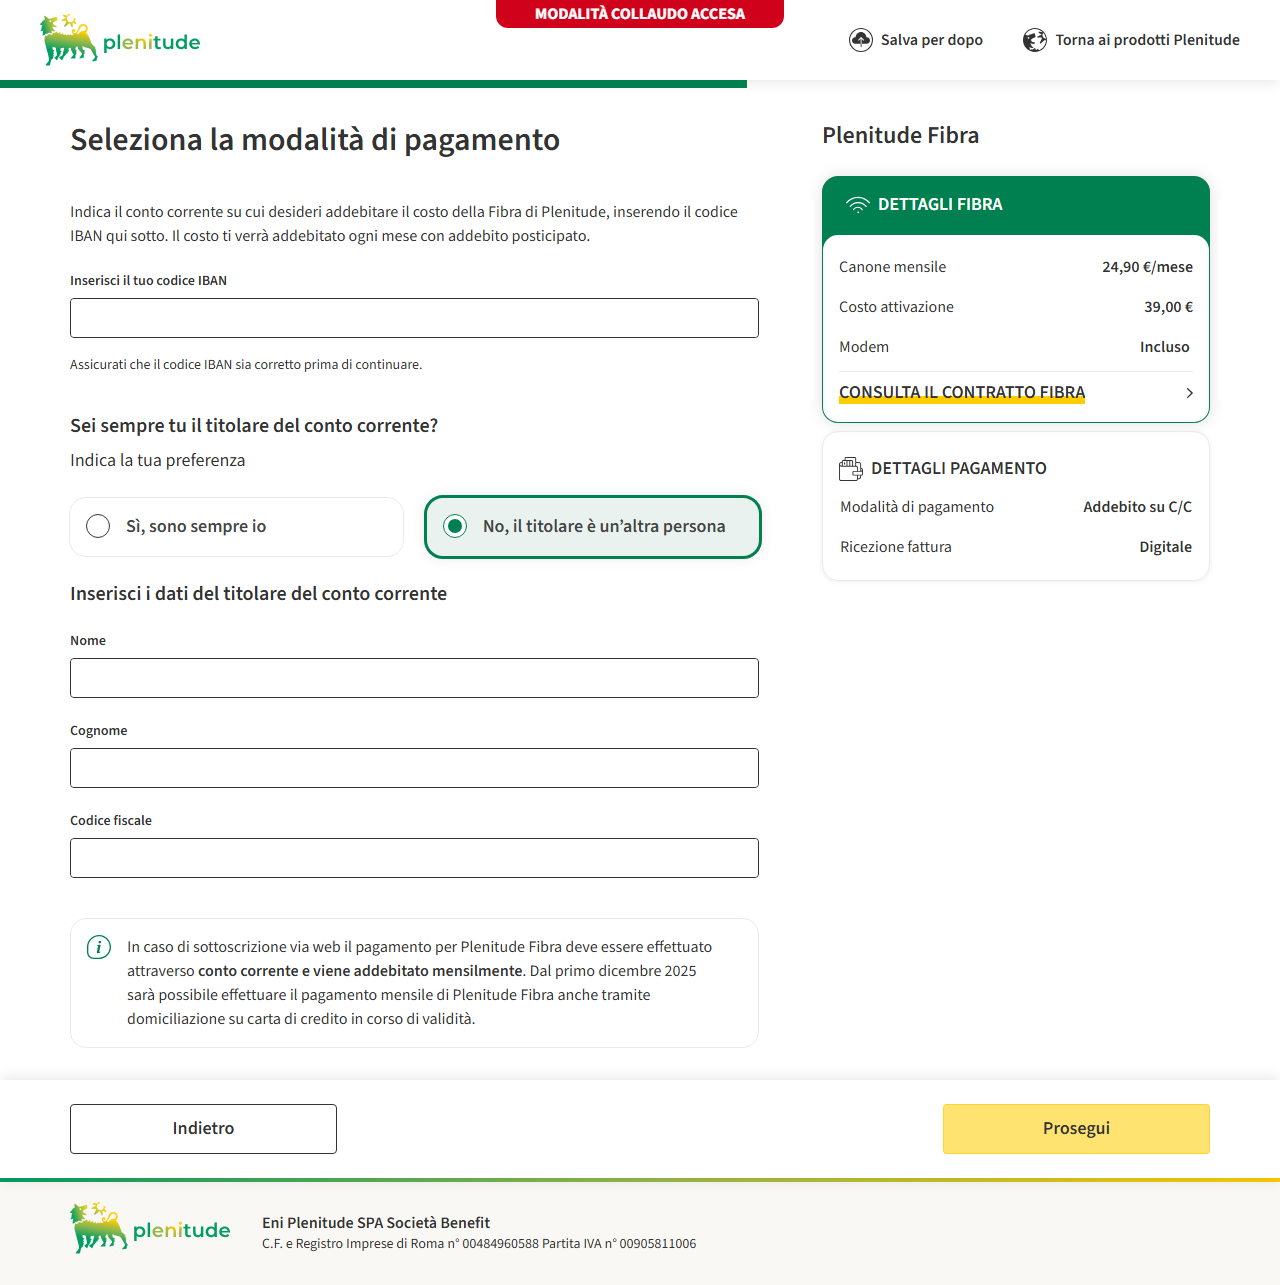 MODALITÀ COLLAUDO ACCESA
plenitude
Salva per dopo
Torna ai prodotti Plenitude
Seleziona la modalità di pagamento
Indica il conto corrente su cui desideri addebitare il costo della Fibra di Plenitude, inserendo il codice
IBAN qui sotto. Il costo ti verrà addebitato ogni mese con addebito posticipato.
Inserisci il tuo codice IBAN
Assicurati che il codice IBAN sia corretto prima di continuare.
Sei sempre tu il titolare del conto corrente?
Indica la tua preferenza
Sì, sono sempre io
No, il titolare è un’altra persona
Inserisci i dati del titolare del conto corrente
Nome
Cognome
Codice fiscale
i
In caso di sottoscrizione via web il pagamento per Plenitude Fibra deve essere effettuato
attraverso conto corrente e viene addebitato mensilmente. Dal primo dicembre 2025
sarà possibile effettuare il pagamento mensile di Plenitude Fibra anche tramite
domiciliazione su carta di credito in corso di validità.
Plenitude Fibra
DETTAGLI FIBRA
Canone mensile 24,90 €/mese
Costo attivazione 39,00 €
Modem Incluso
CONSULTA IL CONTRATTO FIBRA
DETTAGLI PAGAMENTO
Modalità di pagamento Addebito su C/C
Ricezione fattura Digitale
Indietro
Prosegui
plenitude
Eni Plenitude SPA Società Benefit
C.F. e Registro Imprese di Roma n° 00484960588 Partita IVA n° 00905811006